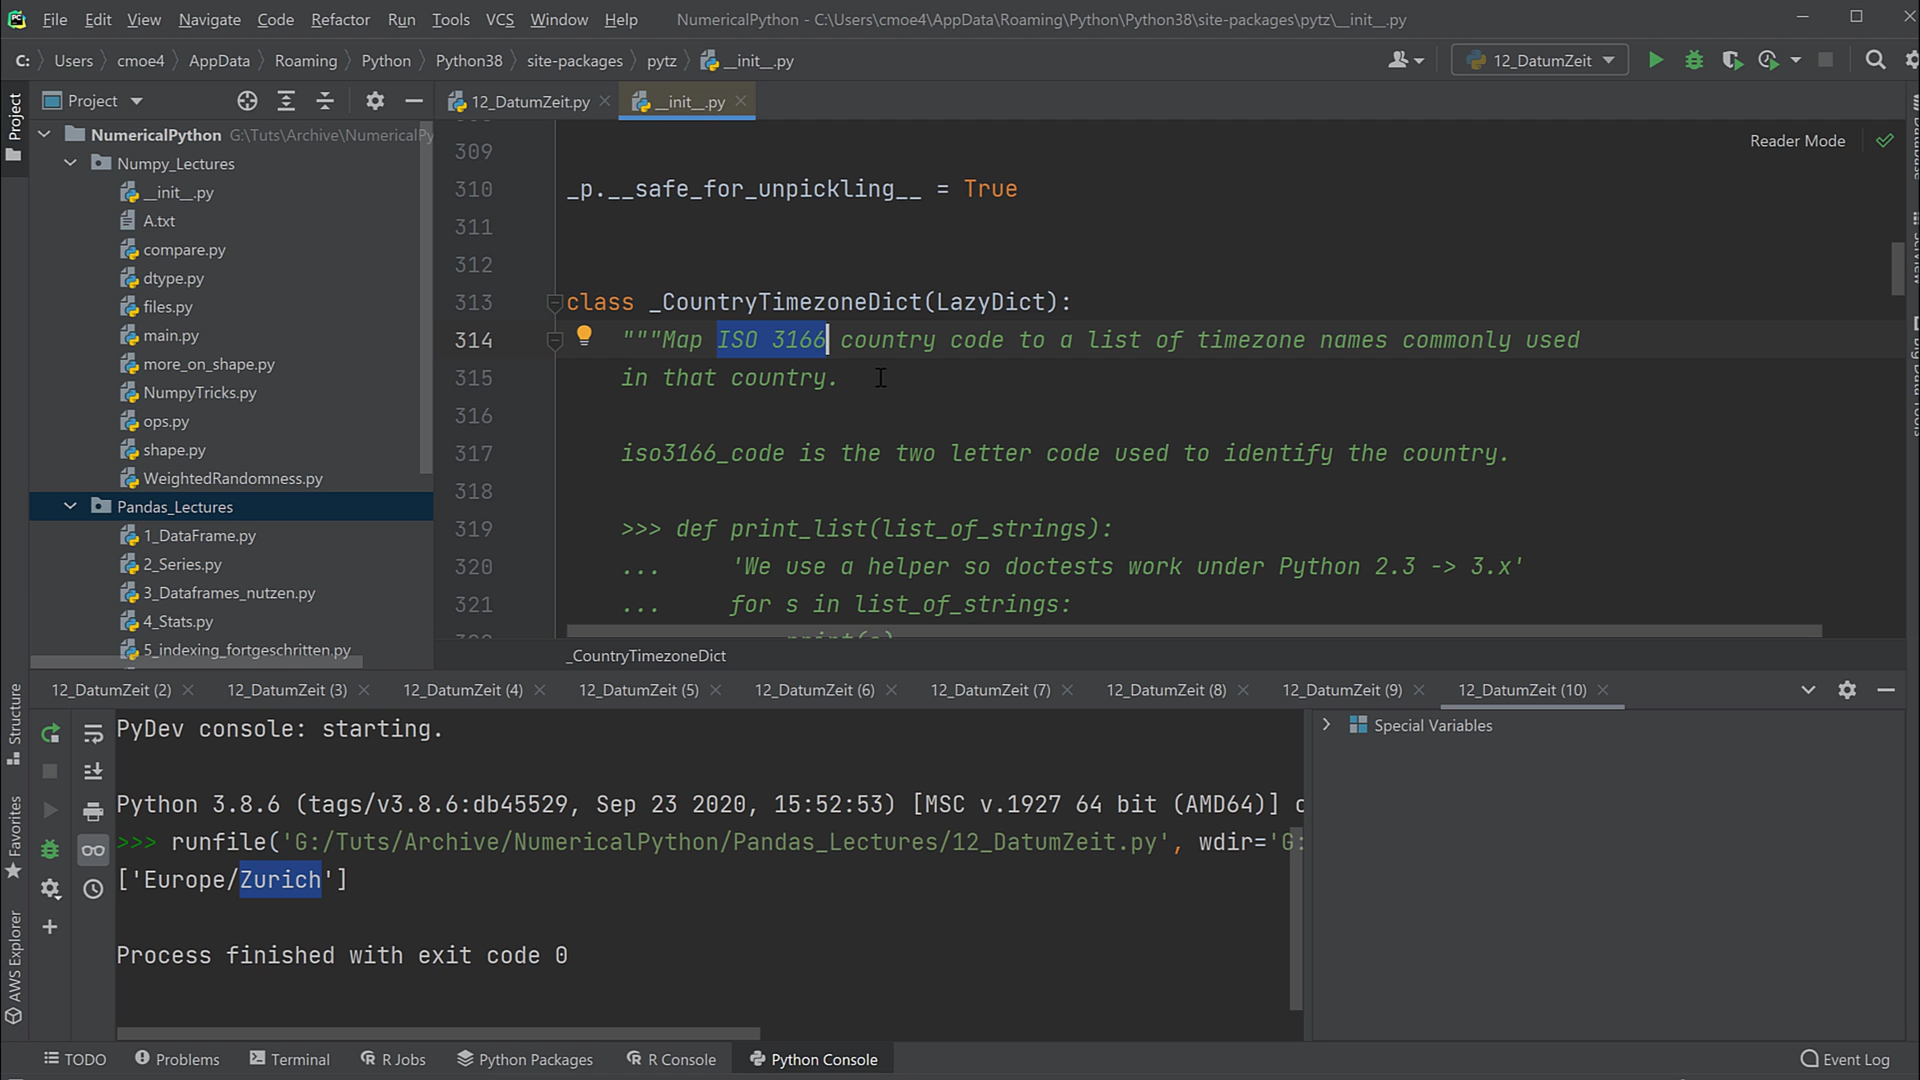 File Edit View Navigate Code Refactor Run Tools VCS Window Help NumericalPython - C:\Users\cmoe4\AppData\Roaming\Python\Python38\site-packages\pytz\__init__.py
C: Users cmoe4 AppData Roaming Python Python38 site-packages pytz __init__.py 12_DatumZeit
Project
12_DatumZeit.py __init__.py
Project
NumericalPython G:\Tuts\Archive\NumericalPy
Numpy_Lectures
__init__.py
A.txt
compare.py
dtype.py
files.py
main.py
more_on_shape.py
NumpyTricks.py
ops.py
shape.py
WeightedRandomness.py
Pandas_Lectures
1_DataFrame.py
2_Series.py
3_Dataframes_nutzen.py
4_Stats.py
5_indexing_fortgeschritten.py
Reader Mode
309
310 _p.__safe_for_unpickling__ = True
311
312
313 class _CountryTimezoneDict(LazyDict):
314 """Map ISO 3166 country code to a list of timezone names commonly used
315 in that country.
316
317 iso3166_code is the two letter code used to identify the country.
318
319 >>> def print_list(list_of_strings):
320 ... 'We use a helper so doctests work under Python 2.3 -> 3.x'
321 ... for s in list_of_strings:
_CountryTimezoneDict
12_DatumZeit (2) 12_DatumZeit (3) 12_DatumZeit (4) 12_DatumZeit (5) 12_DatumZeit (6) 12_DatumZeit (7) 12_DatumZeit (8) 12_DatumZeit (9) 12_DatumZeit (10)
PyDev console: starting.
Python 3.8.6 (tags/v3.8.6:db45529, Sep 23 2020, 15:52:53) [MSC v.1927 64 bit (AMD64)] o
>>> runfile('G:/Tuts/Archive/NumericalPython/Pandas_Lectures/12_DatumZeit.py', wdir='G:
['Europe/Zurich']
Process finished with exit code 0
Special Variables
Structure
Favorites
AWS Explorer
TODO Problems Terminal R Jobs Python Packages R Console Python Console Event Log